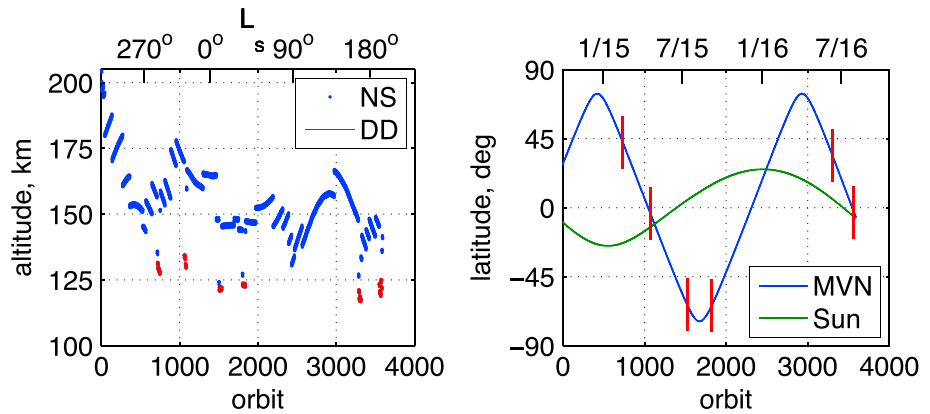 L
s
270° 0° 90° 180°
200
175
150
125
100
0 1000 2000 3000 4000
altitude, km
orbit
NS
DD
1/15 7/15 1/16 7/16
90
45
0
−45
−90
0 1000 2000 3000 4000
latitude, deg
orbit
MVN
Sun